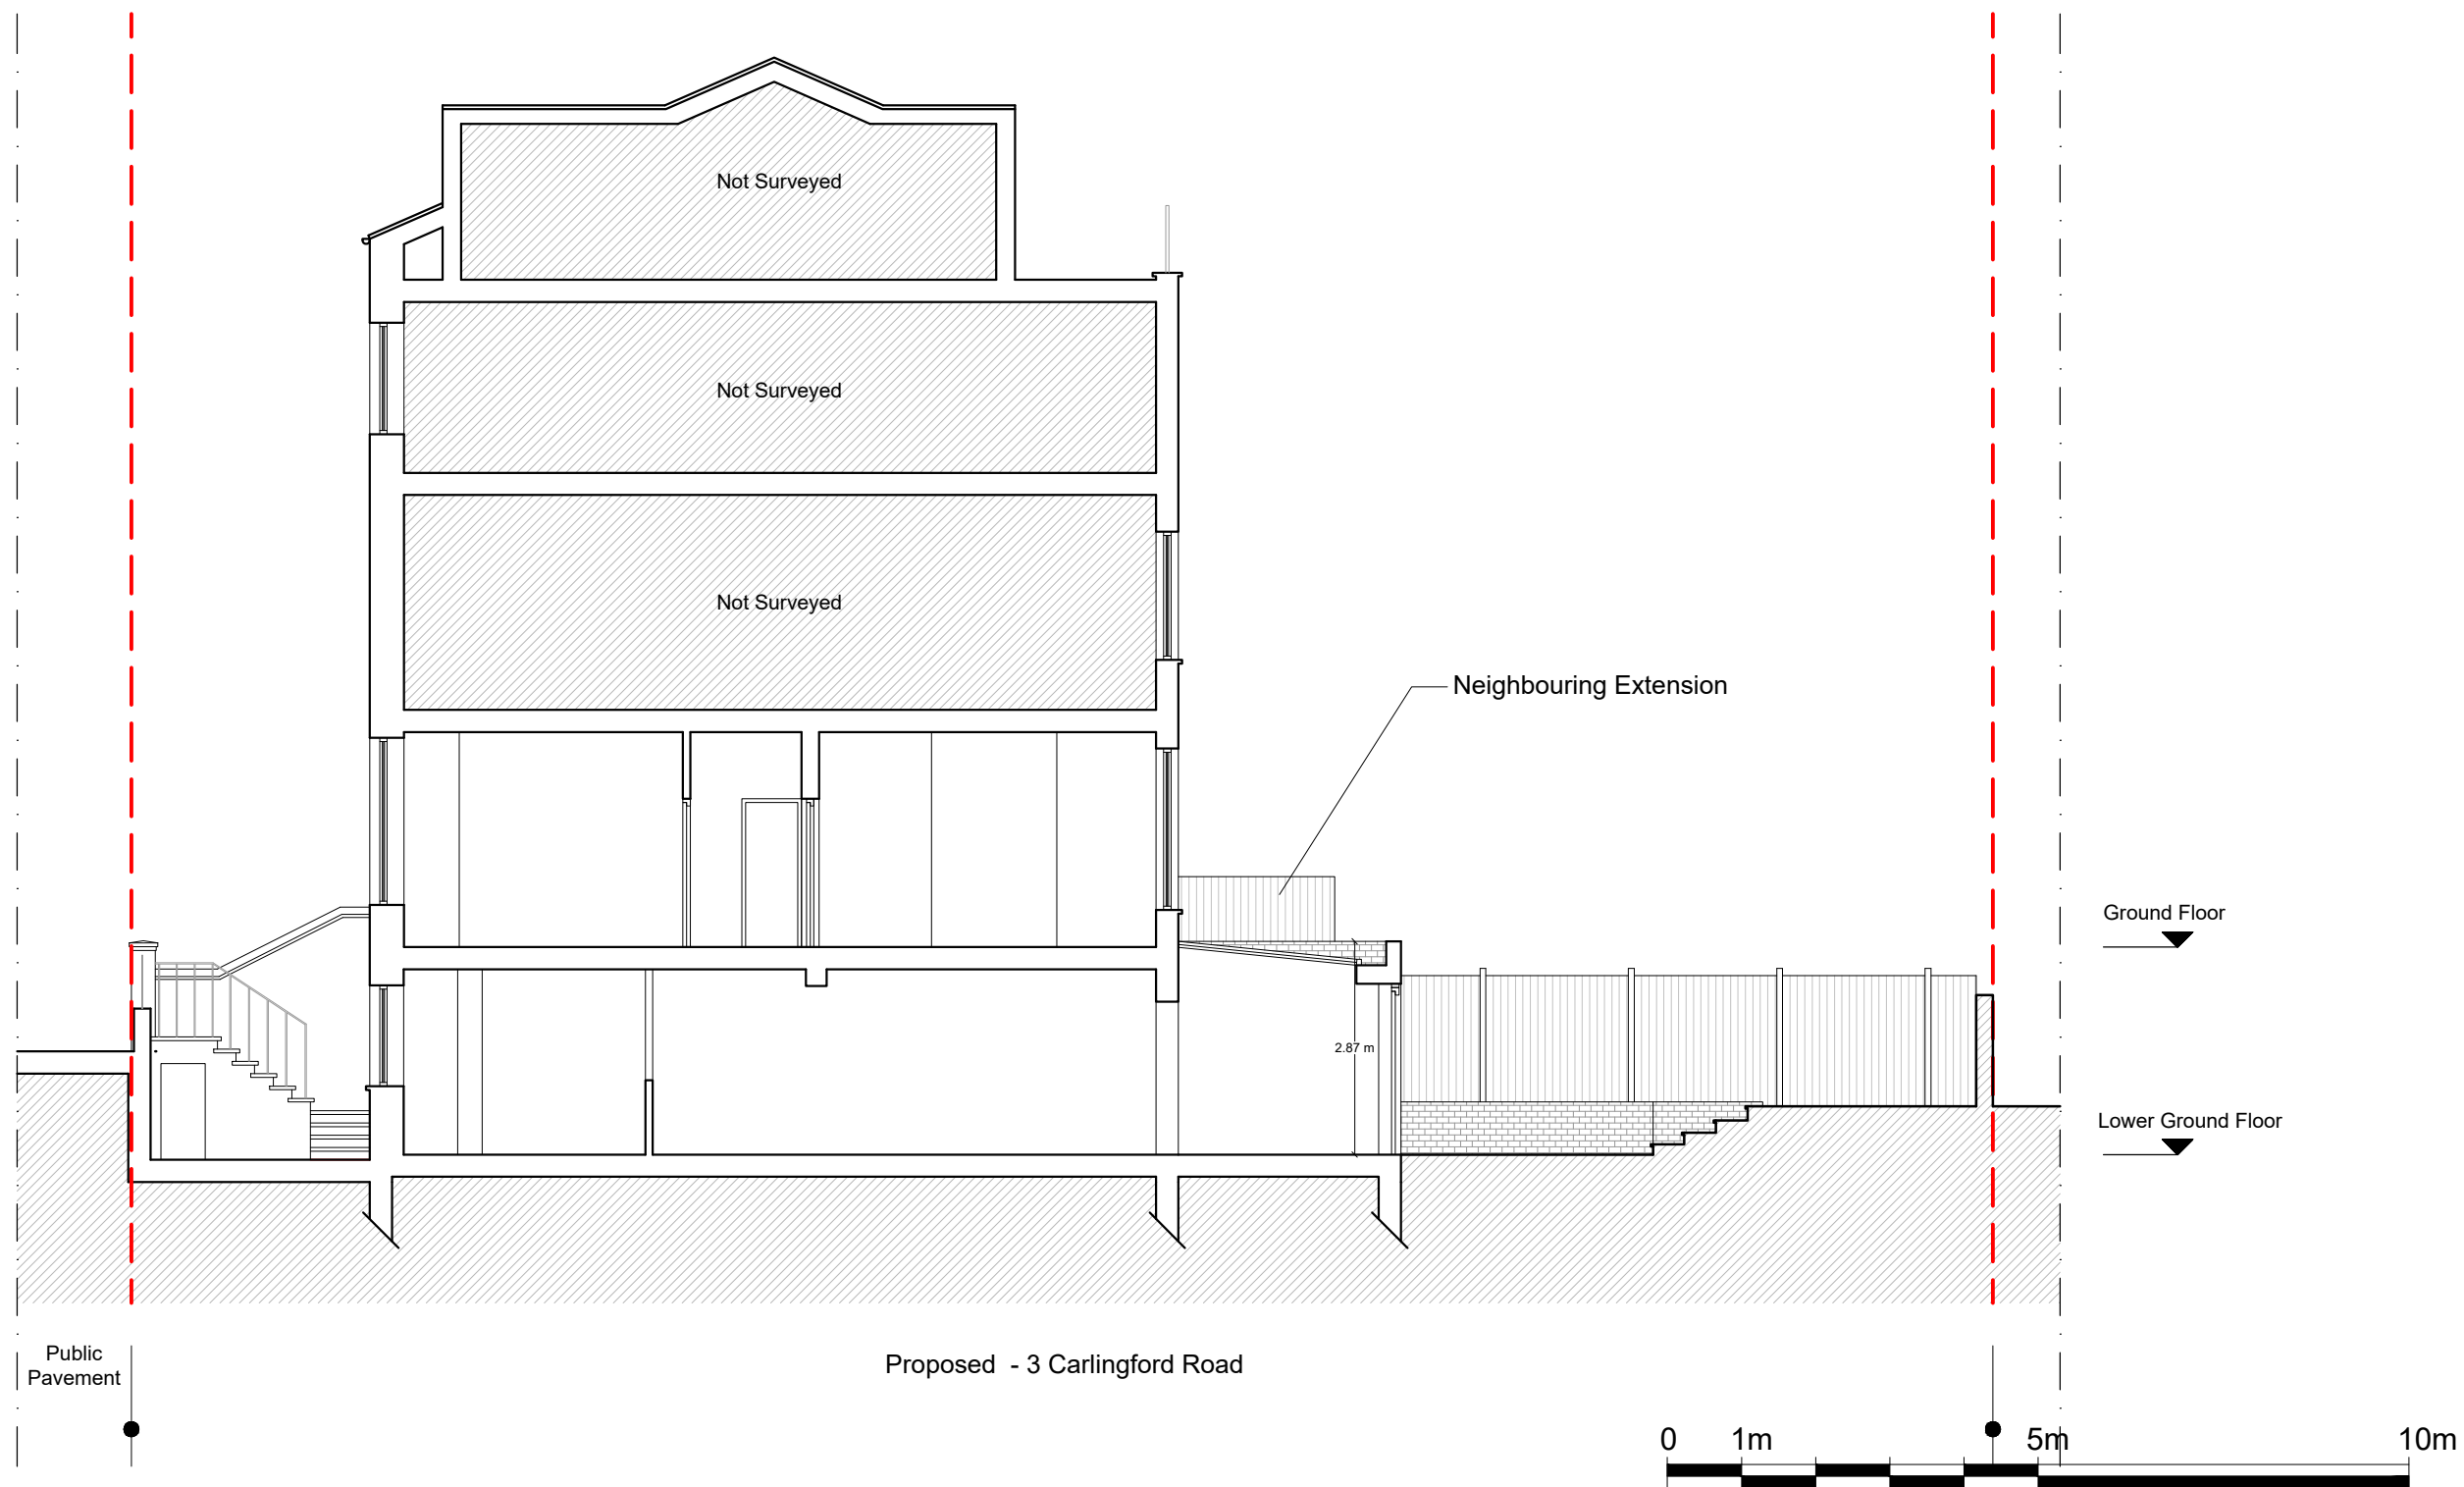 Not Surveyed
Not Surveyed
Not Surveyed
Neighbouring Extension
Ground Floor
2.87 m
Lower Ground Floor
Public
Pavement
Proposed - 3 Carlingford Road
0 1m 5m 10m